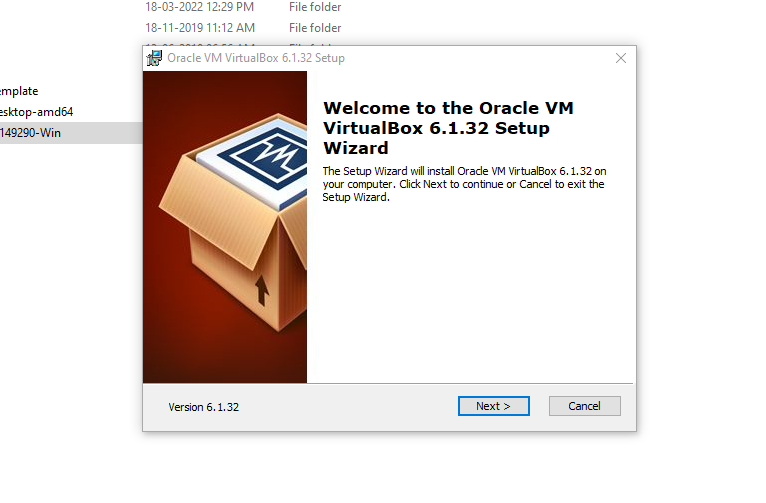 18-03-2022 12:29 PM File folder
18-11-2019 11:12 AM File folder
Oracle VM VirtualBox 6.1.32 Setup
emplate
esktop-amd64
149290-Win
Welcome to the Oracle VM
VirtualBox 6.1.32 Setup
Wizard
The Setup Wizard will install Oracle VM VirtualBox 6.1.32 on
your computer. Click Next to continue or Cancel to exit the
Setup Wizard.
Version 6.1.32
Next >
Cancel